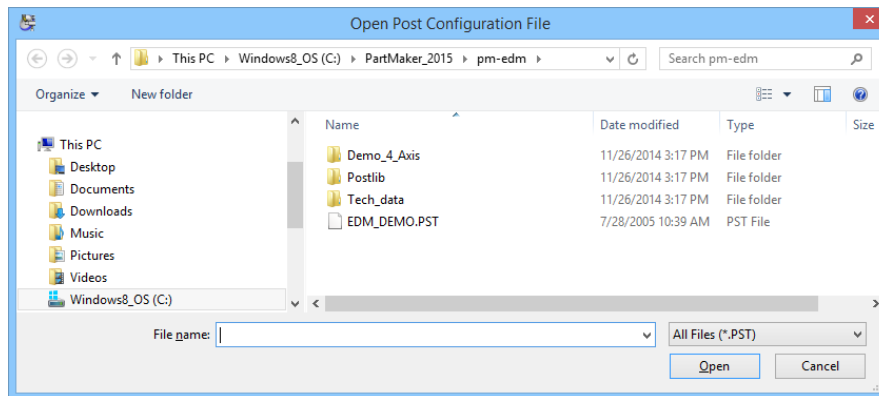 Open Post Configuration File
This PC Windows8_OS (C:) PartMaker_2015 pm-edm Search pm-edm
Organize New folder
Name Date modified Type Size
This PC
Desktop
Documents
Downloads
Music
Pictures
Videos
Windows8_OS (C:)
Demo_4_Axis 11/26/2014 3:17 PM File folder
Postlib 11/26/2014 3:17 PM File folder
Tech_data 11/26/2014 3:17 PM File folder
EDM_DEMO.PST 7/28/2005 10:39 AM PST File
File name: All Files (*.PST)
Open Cancel